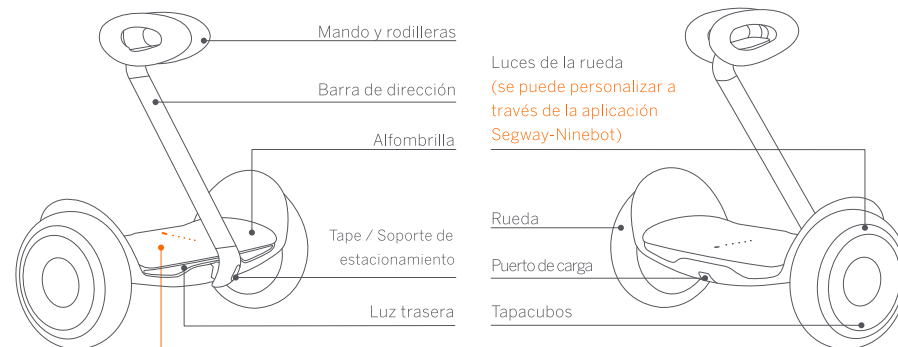 Mando y rodilleras
Barra de dirección
Alfombrilla
Tape / Soporte de
estacionamiento
Luz trasera
Luces de la rueda
(se puede personalizar a
través de la aplicación
Segway-Ninebot)
Rueda
Puerto de carga
Tapacubos